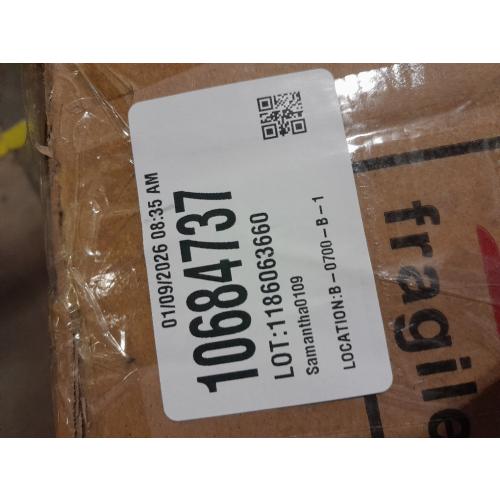 01/09/2026 08:35 AM
10684737
LOT:1186063660
Samantha0109
LOCATION:B-0700-B-1
fragile